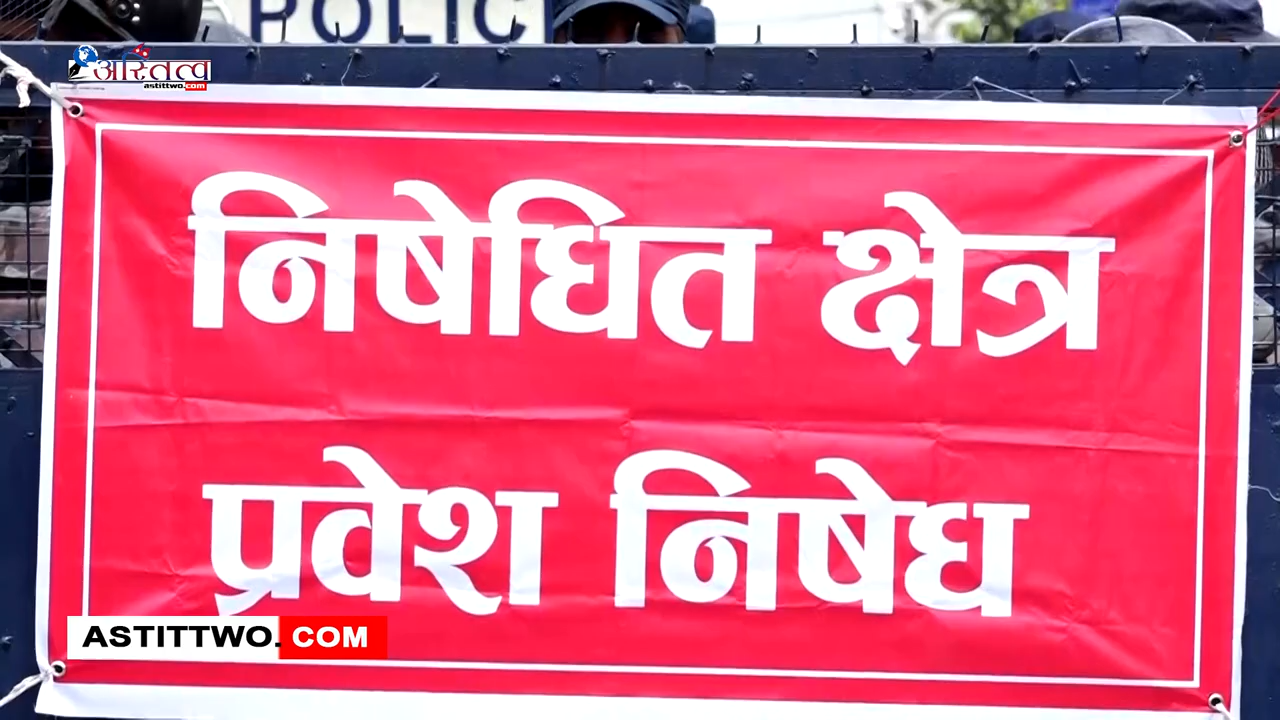 POLIC
अस्तित्व
astittwo.com
निषेधित क्षेत्र
प्रवेश निषेध
ASTITTWO. COM